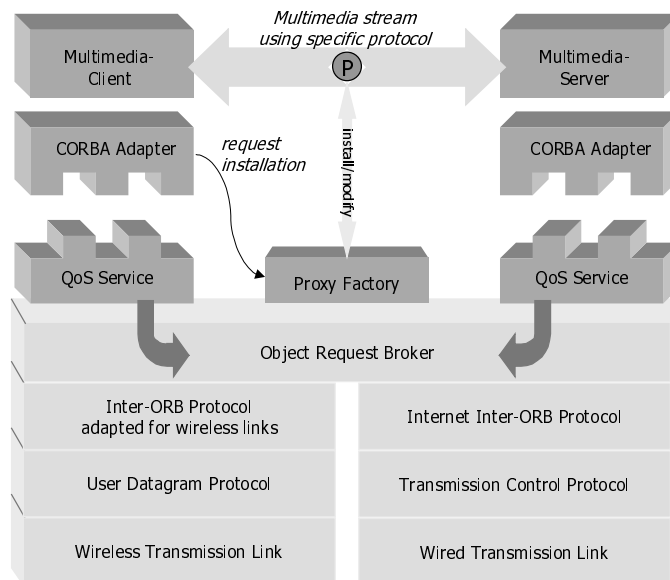 Multimedia stream
using specific protocol
Multimedia-
Client
P
Multimedia-
Server
CORBA Adapter
request
installation
install/modify
CORBA Adapter
QoS Service
Proxy Factory
QoS Service
Object Request Broker
Inter-ORB Protocol
adapted for wireless links
Internet Inter-ORB Protocol
User Datagram Protocol
Transmission Control Protocol
Wireless Transmission Link
Wired Transmission Link